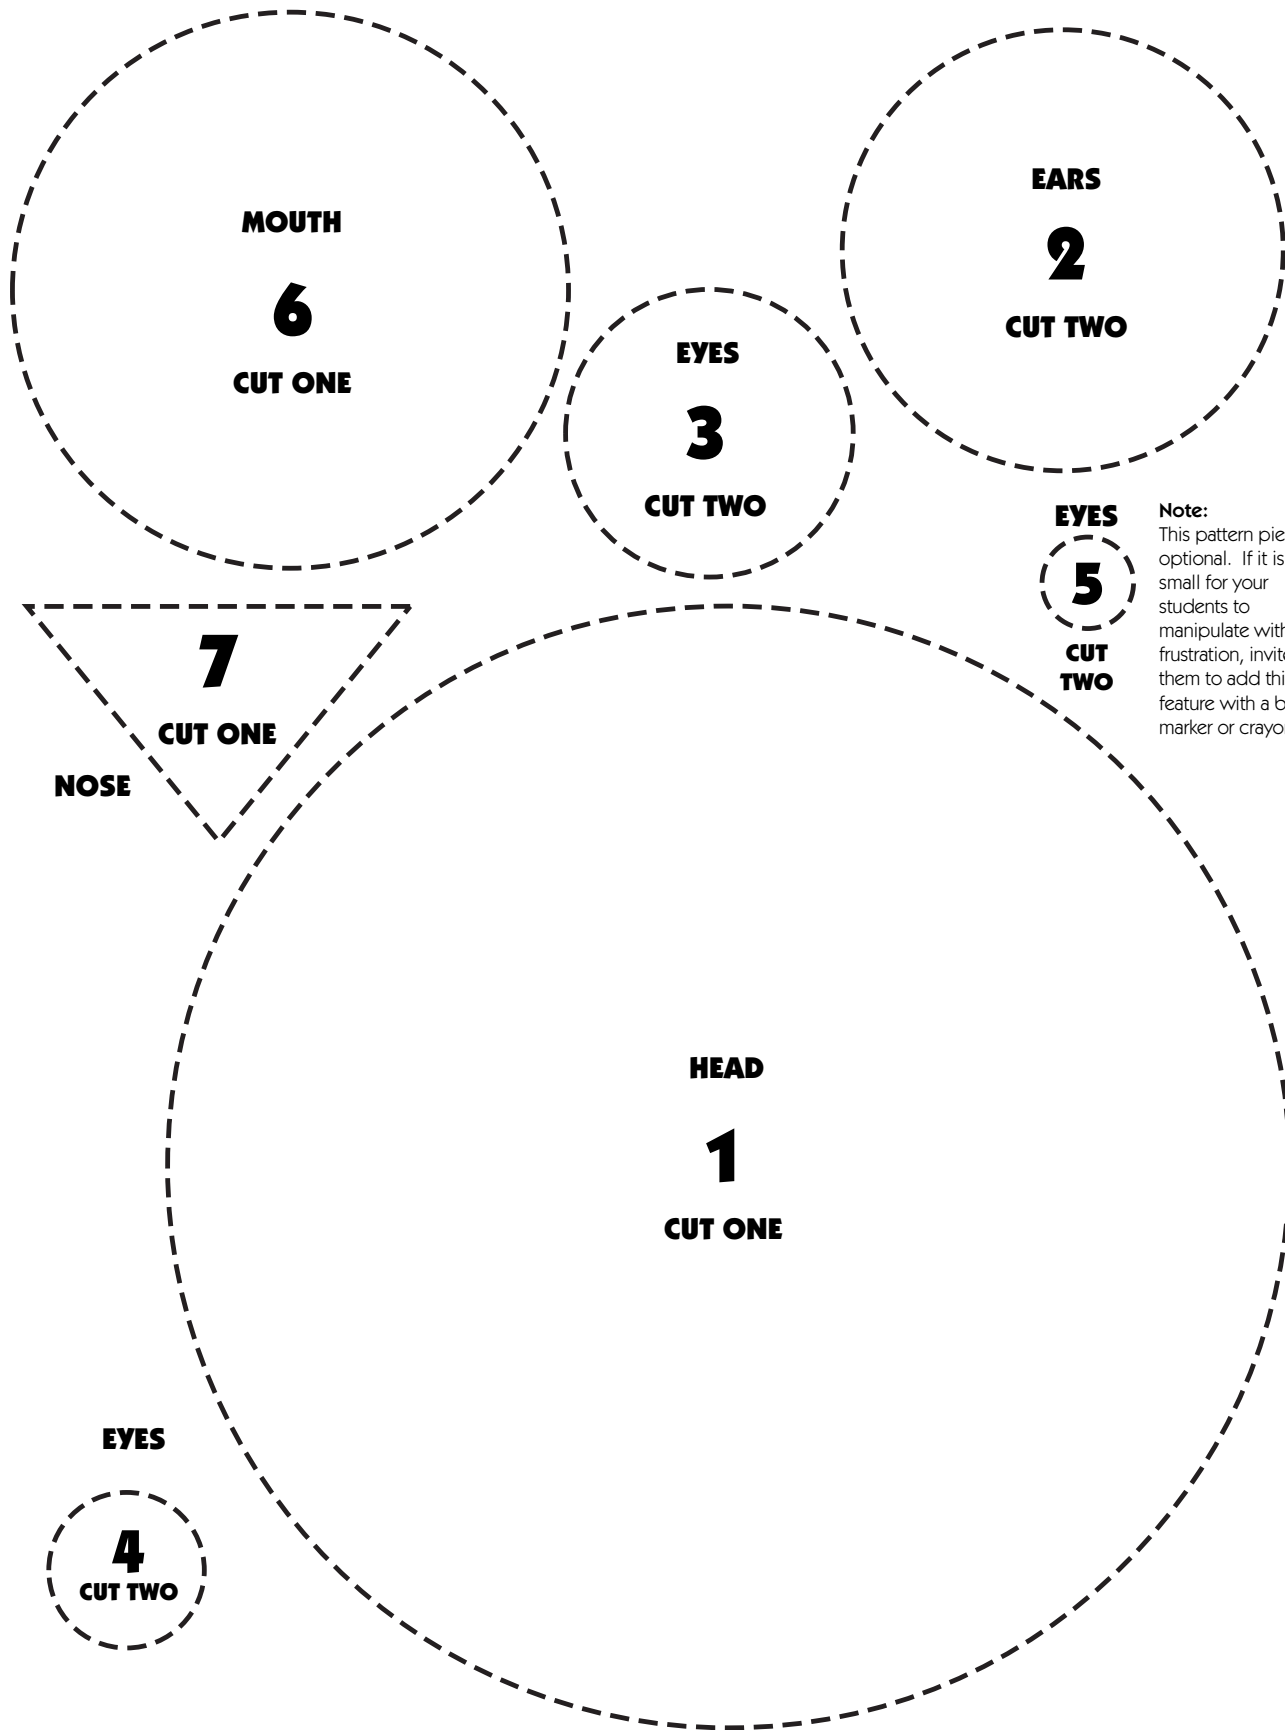 MOUTH
6
CUT ONE
EARS
2
CUT TWO
EYES
3
CUT TWO
EYES
5
CUT
TWO
Note:
This pattern pie
optional. If it is
small for your
students to
manipulate with
frustration, invite
them to add thi
feature with a b
marker or crayo
7
CUT ONE
NOSE
HEAD
1
CUT ONE
EYES
4
CUT TWO